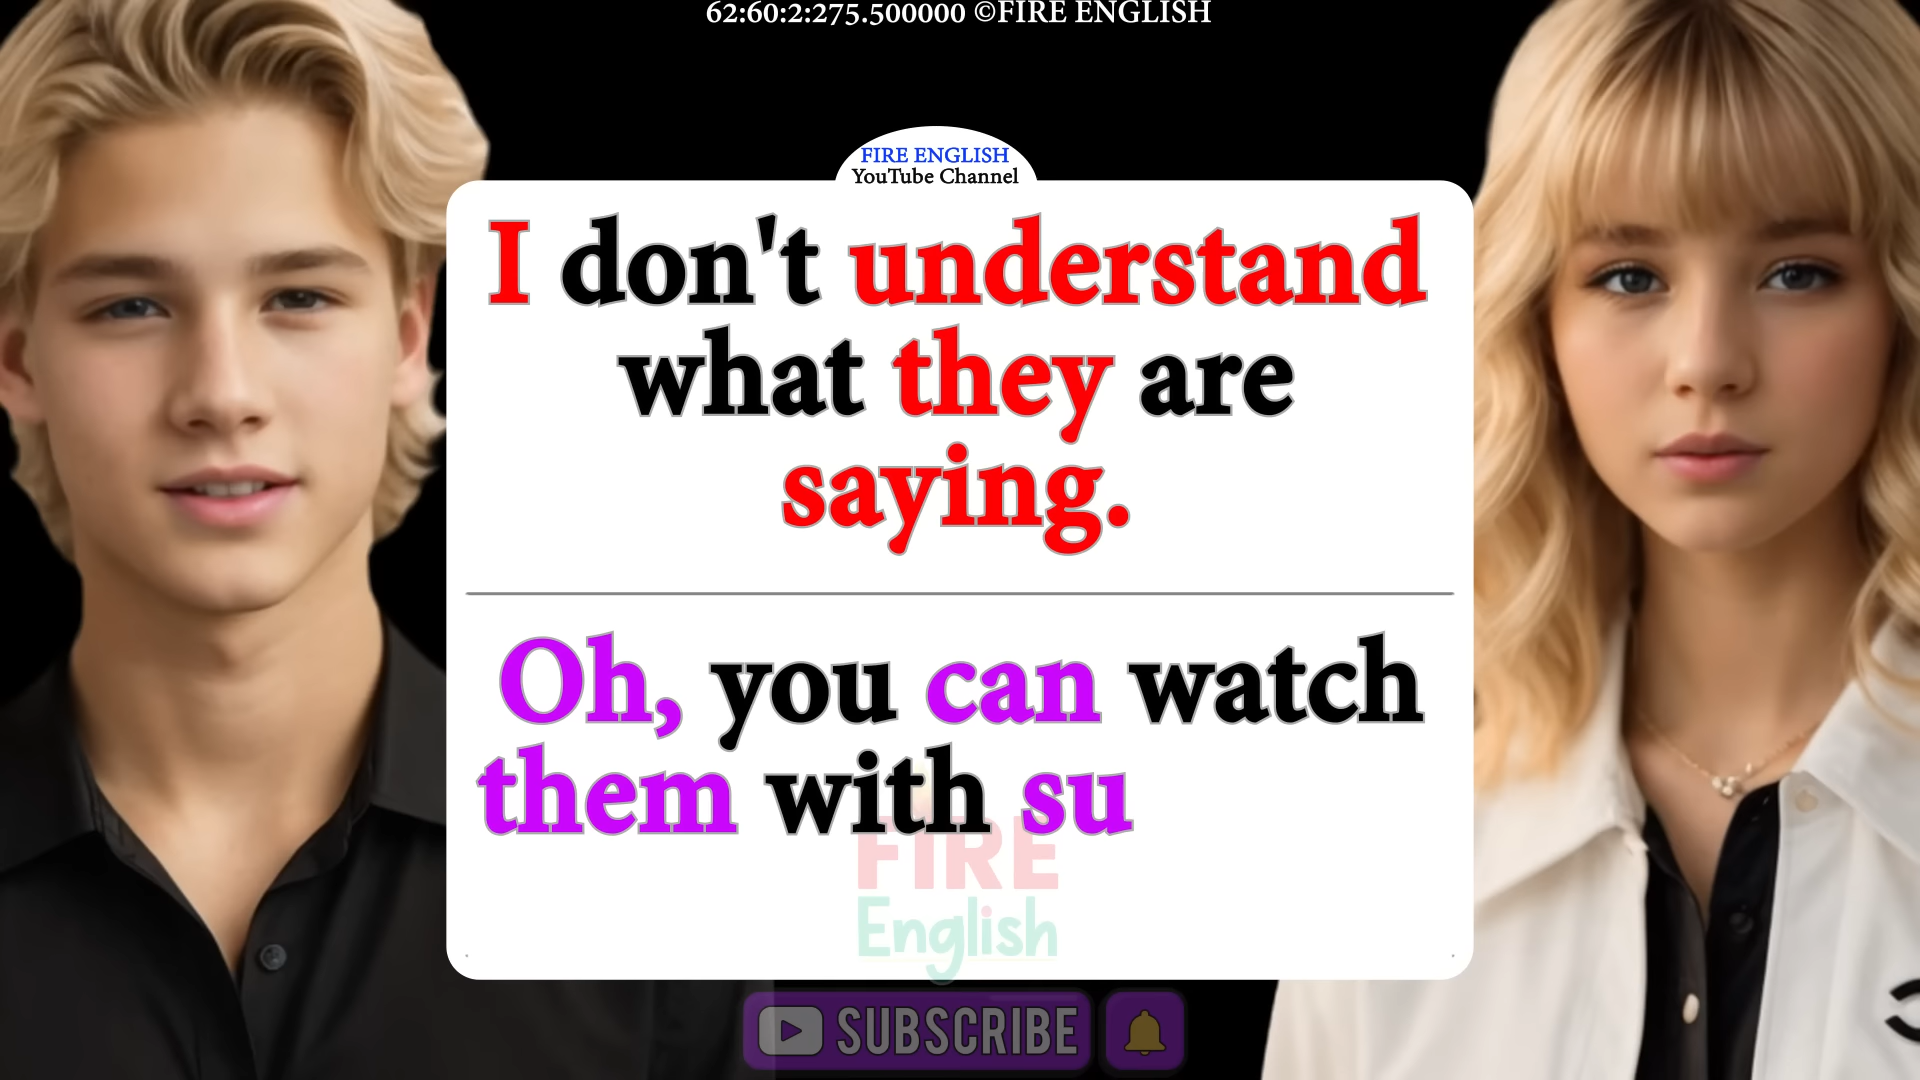 62:60:2:275.500000 ©FIRE ENGLISH
FIRE ENGLISH
YouTube Channel
I don't understand
what they are
saying.
Oh, you can watch
them with su
FIRE
English
SUBSCRIBE